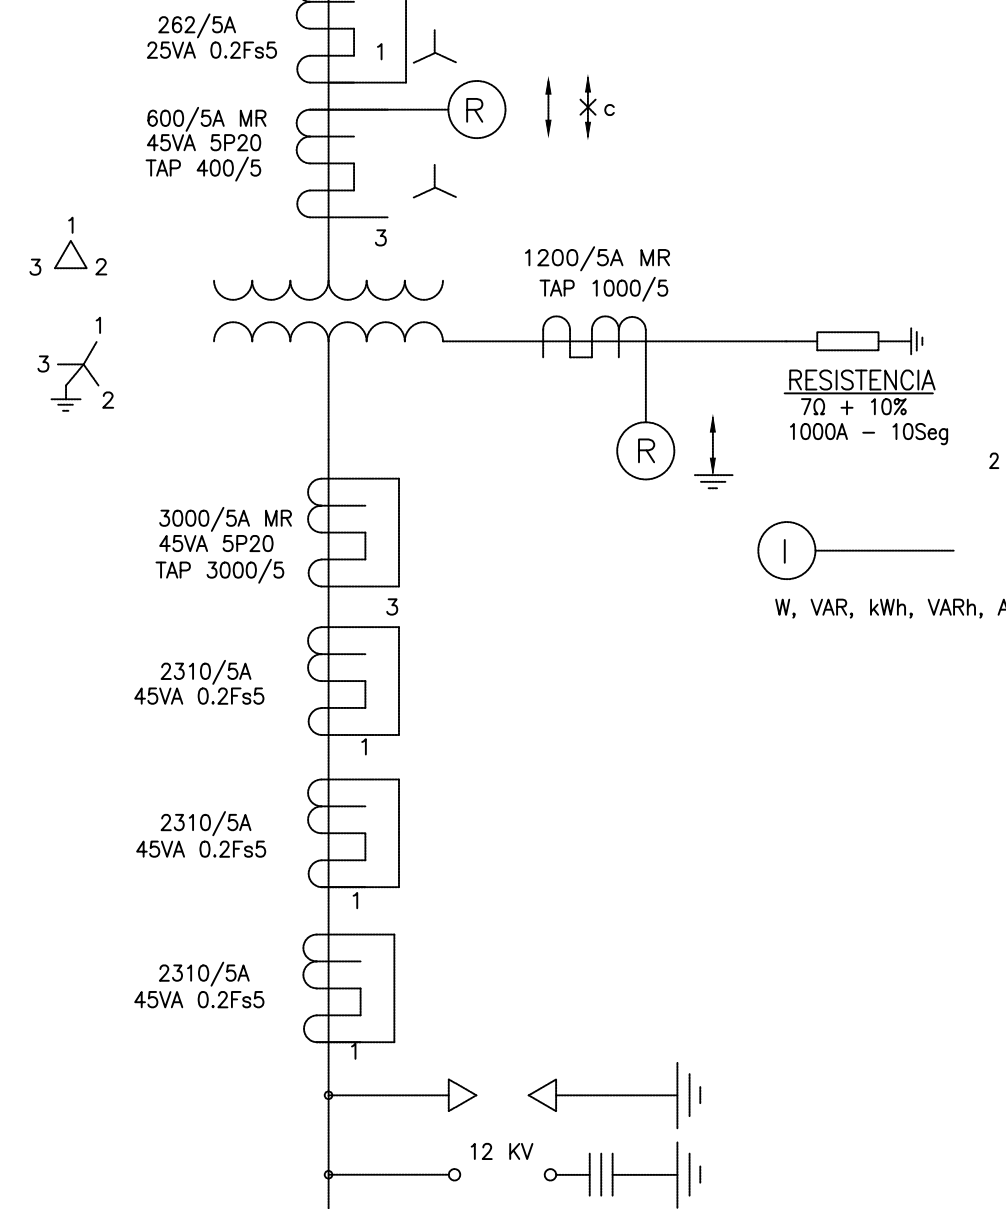 262/5A
25VA 0.2Fs5
1
600/5A MR
45VA 5P20
TAP 400/5
R
c
3
1
3 2
1200/5A MR
TAP 1000/5
1
3
2
RESISTENCIA
7Ω + 10%
1000A - 10Seg
R
2
3000/5A MR
45VA 5P20
TAP 3000/5
3
I
W, VAR, kWh, VARh, A
2310/5A
45VA 0.2Fs5
1
2310/5A
45VA 0.2Fs5
1
2310/5A
45VA 0.2Fs5
1
12 KV